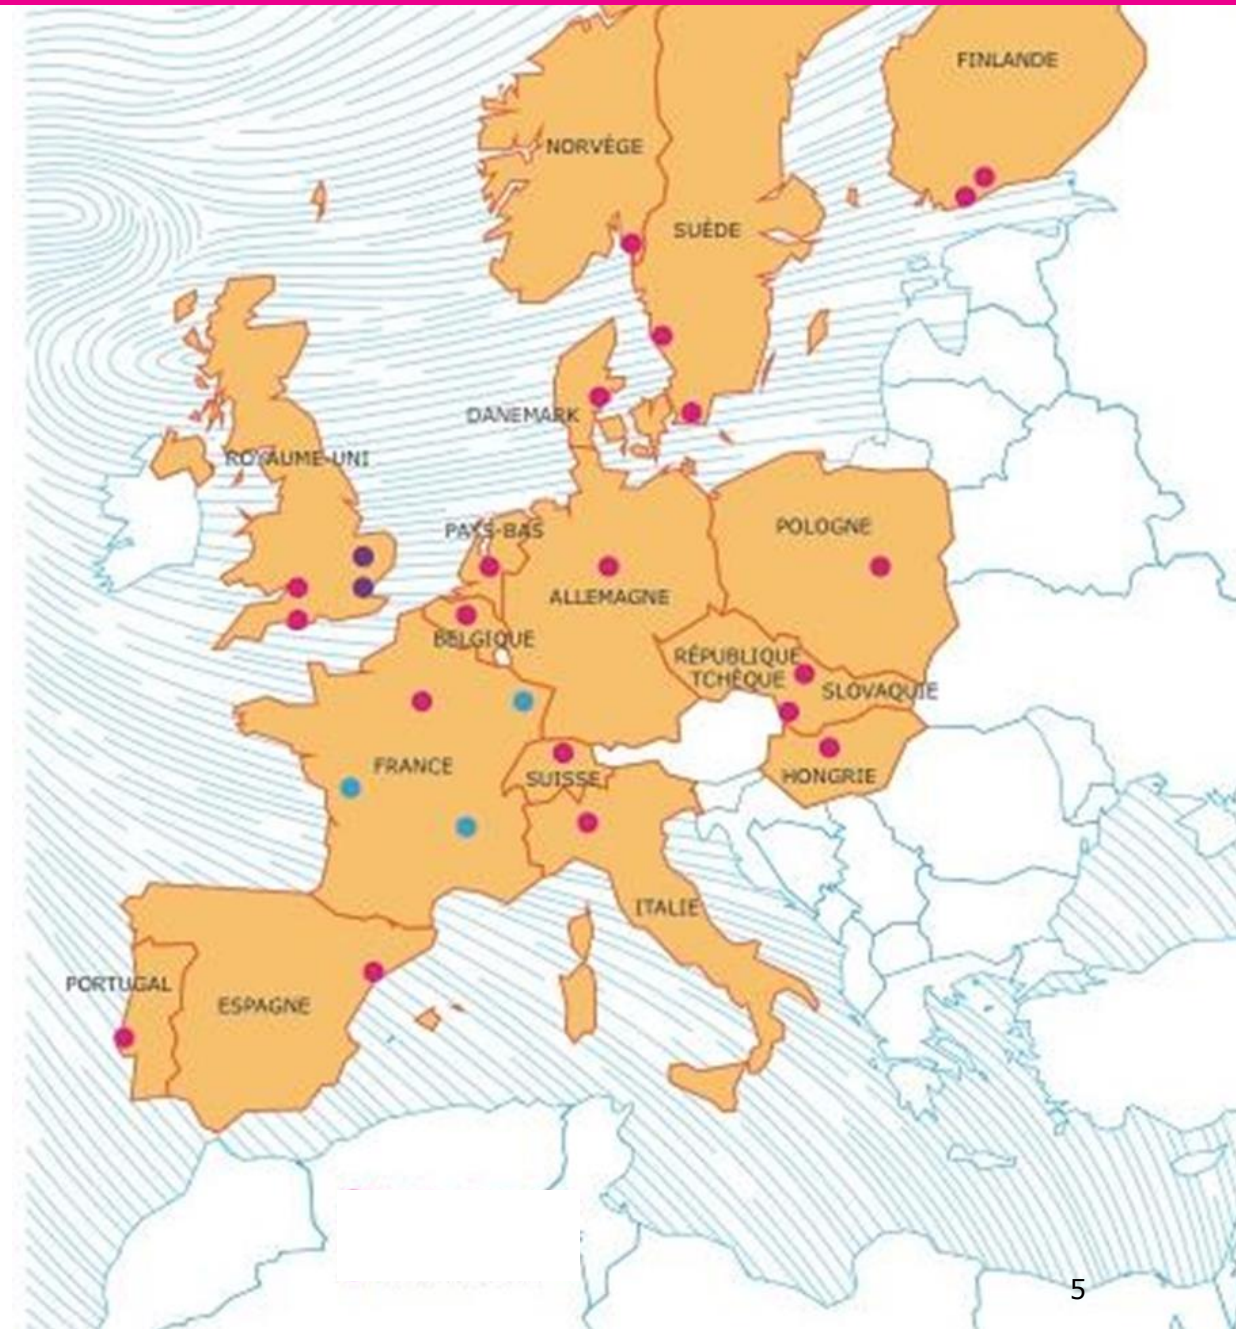 FINLANDE
NORVÈGE
SUÈDE
DANEMARK
ROYAUME-UNI
PAYS-BAS
POLOGNE
ALLEMAGNE
BELGIQUE
RÉPUBLIQUE
TCHÈQUE
SLOVAQUIE
FRANCE
SUISSE
HONGRIE
ITALIE
PORTUGAL
ESPAGNE
5